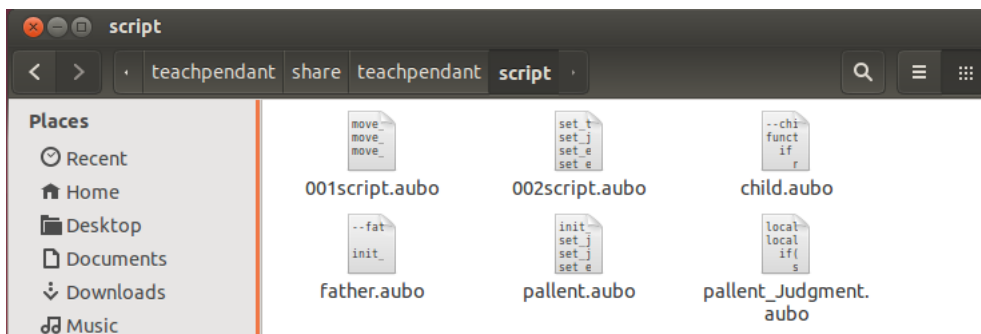 script
teachpendant share teachpendant script
Places
Recent
Home
Desktop
Documents
Downloads
Music
move_
move_
move_
001script.aubo
set_t
set_j
set_e
set e
002script.aubo
--chi
funct
if
r
child.aubo
--fat
init_
father.aubo
init_
set_j
set_j
set e
pallent.aubo
local
local
if(
s
pallent_Judgment.
aubo